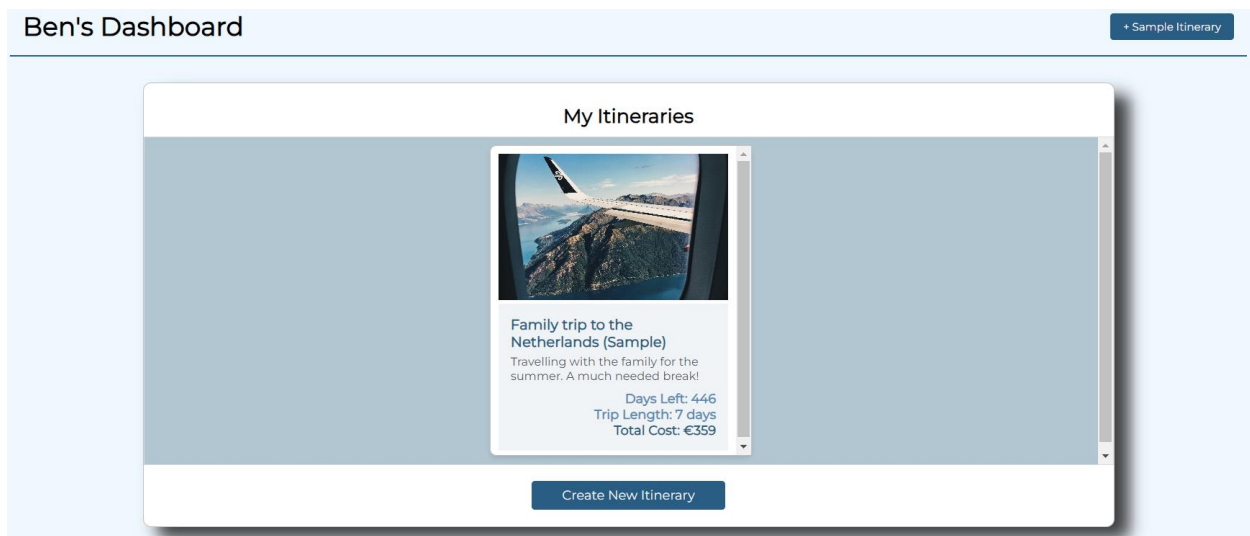 Ben's Dashboard
+ Sample Itinerary
My Itineraries
Family trip to the
Netherlands (Sample)
Travelling with the family for the
summer. A much needed break!
Days Left: 446
Trip Length: 7 days
Total Cost: €359
Create New Itinerary